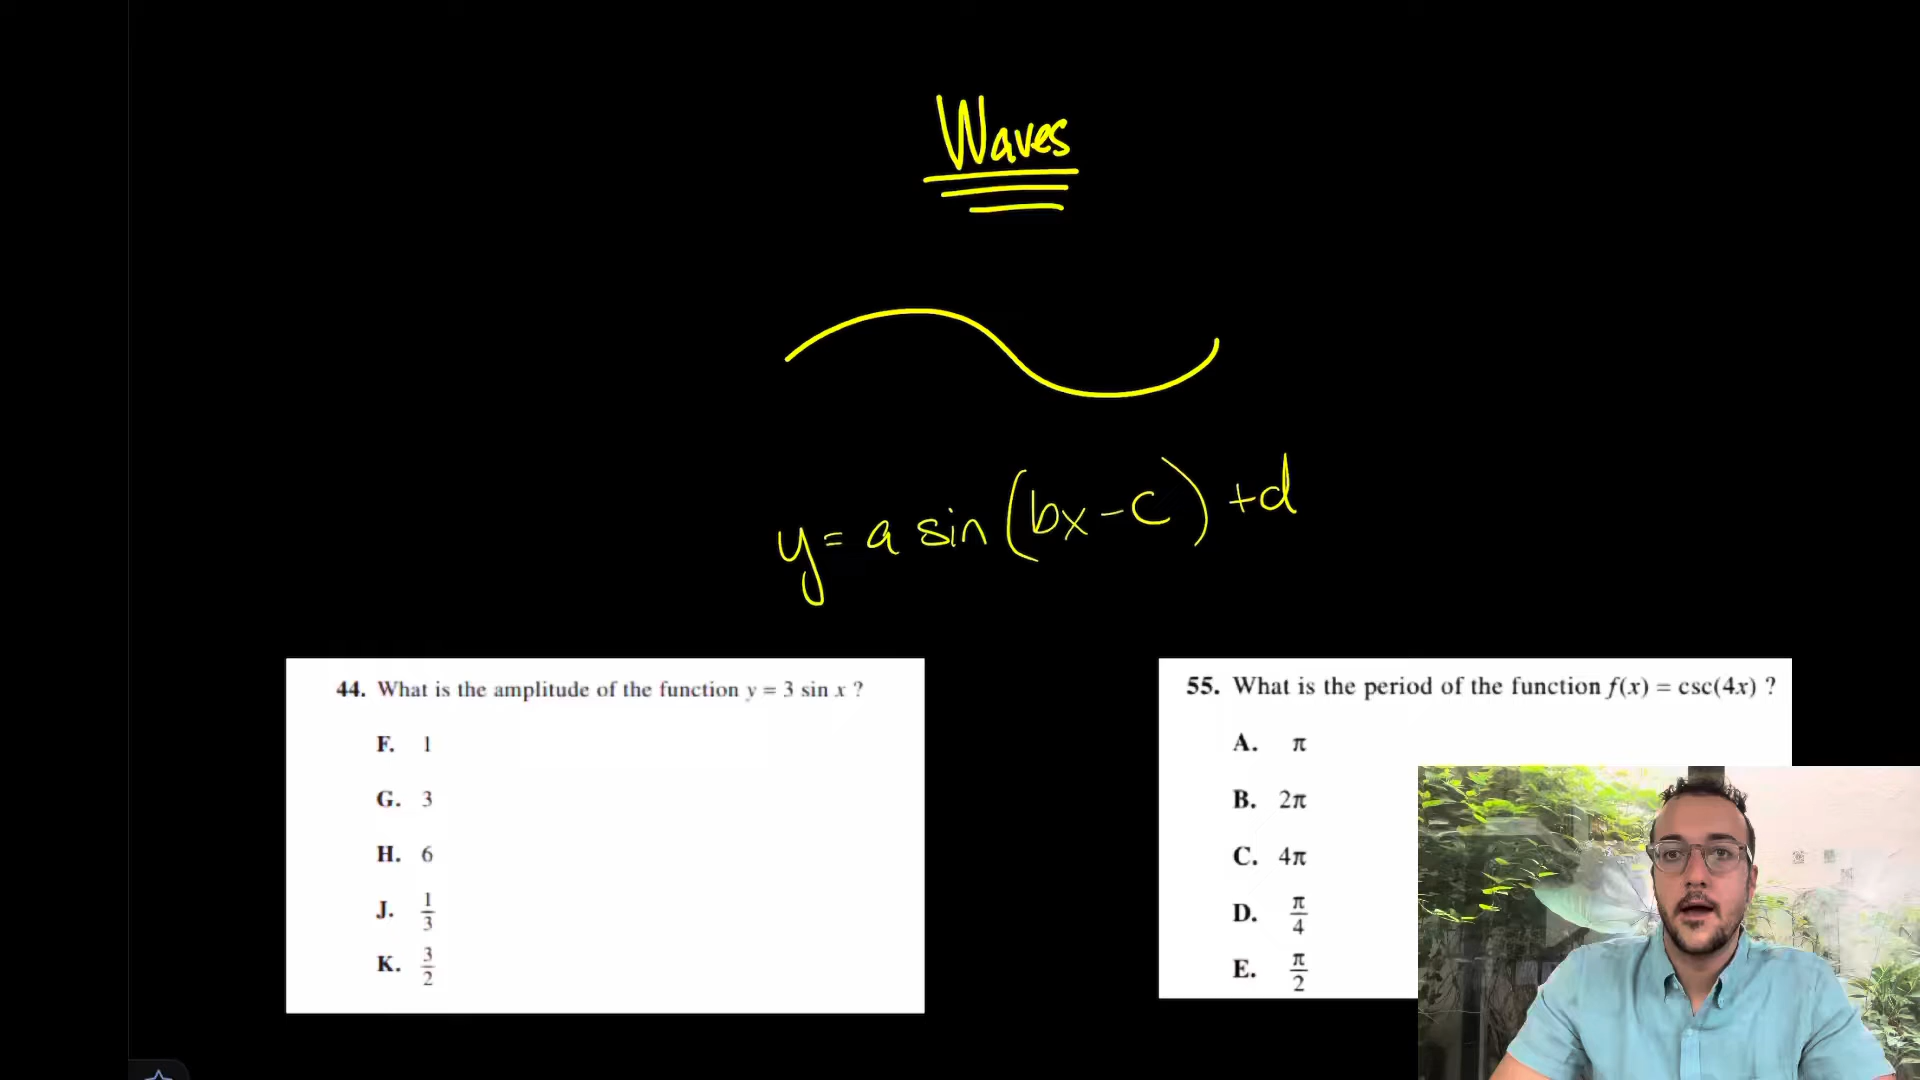 Waves
y = a sin (bx - c) + d
44. What is the amplitude of the function y = 3 sin x ?
F. 1
G. 3
H. 6
J. 1/3
K. 3/2
55. What is the period of the function f(x) = csc(4x) ?
A. π
B. 2π
C. 4π
D. π/4
E. π/2